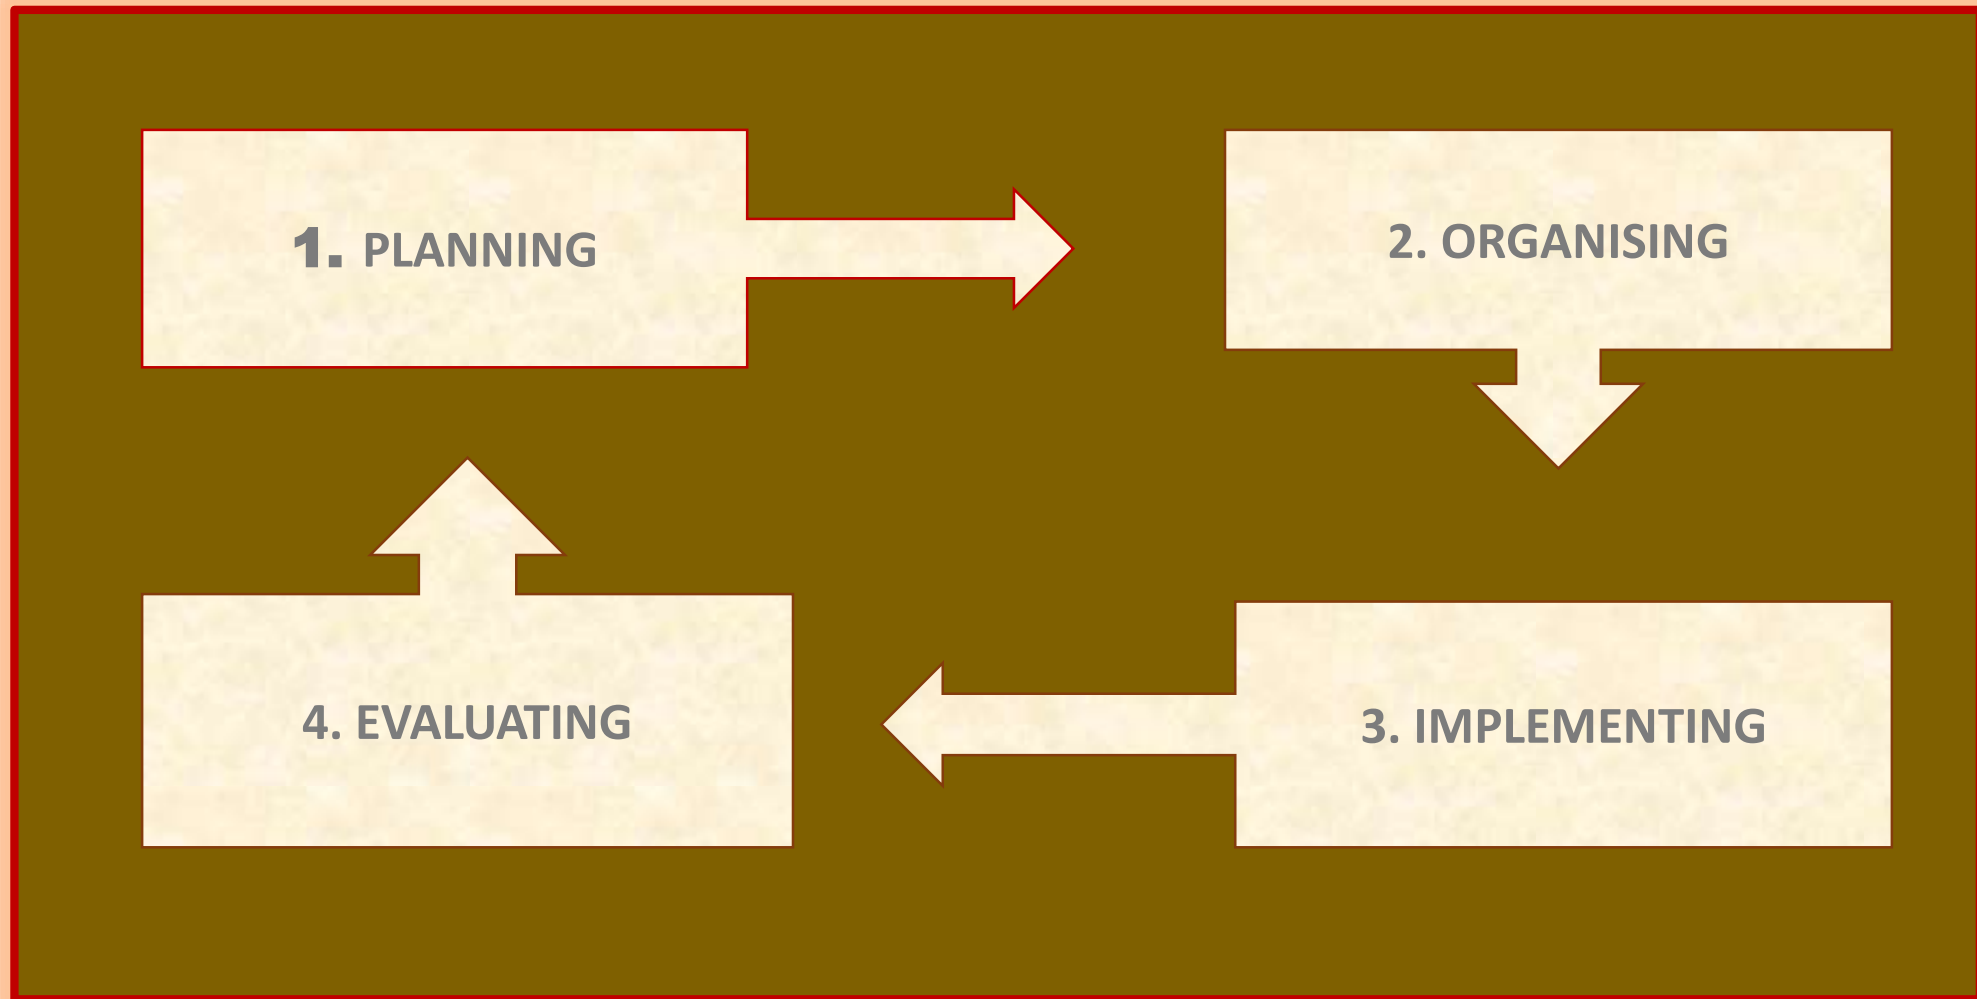 1. PLANNING
2. ORGANISING
3. IMPLEMENTING
4. EVALUATING